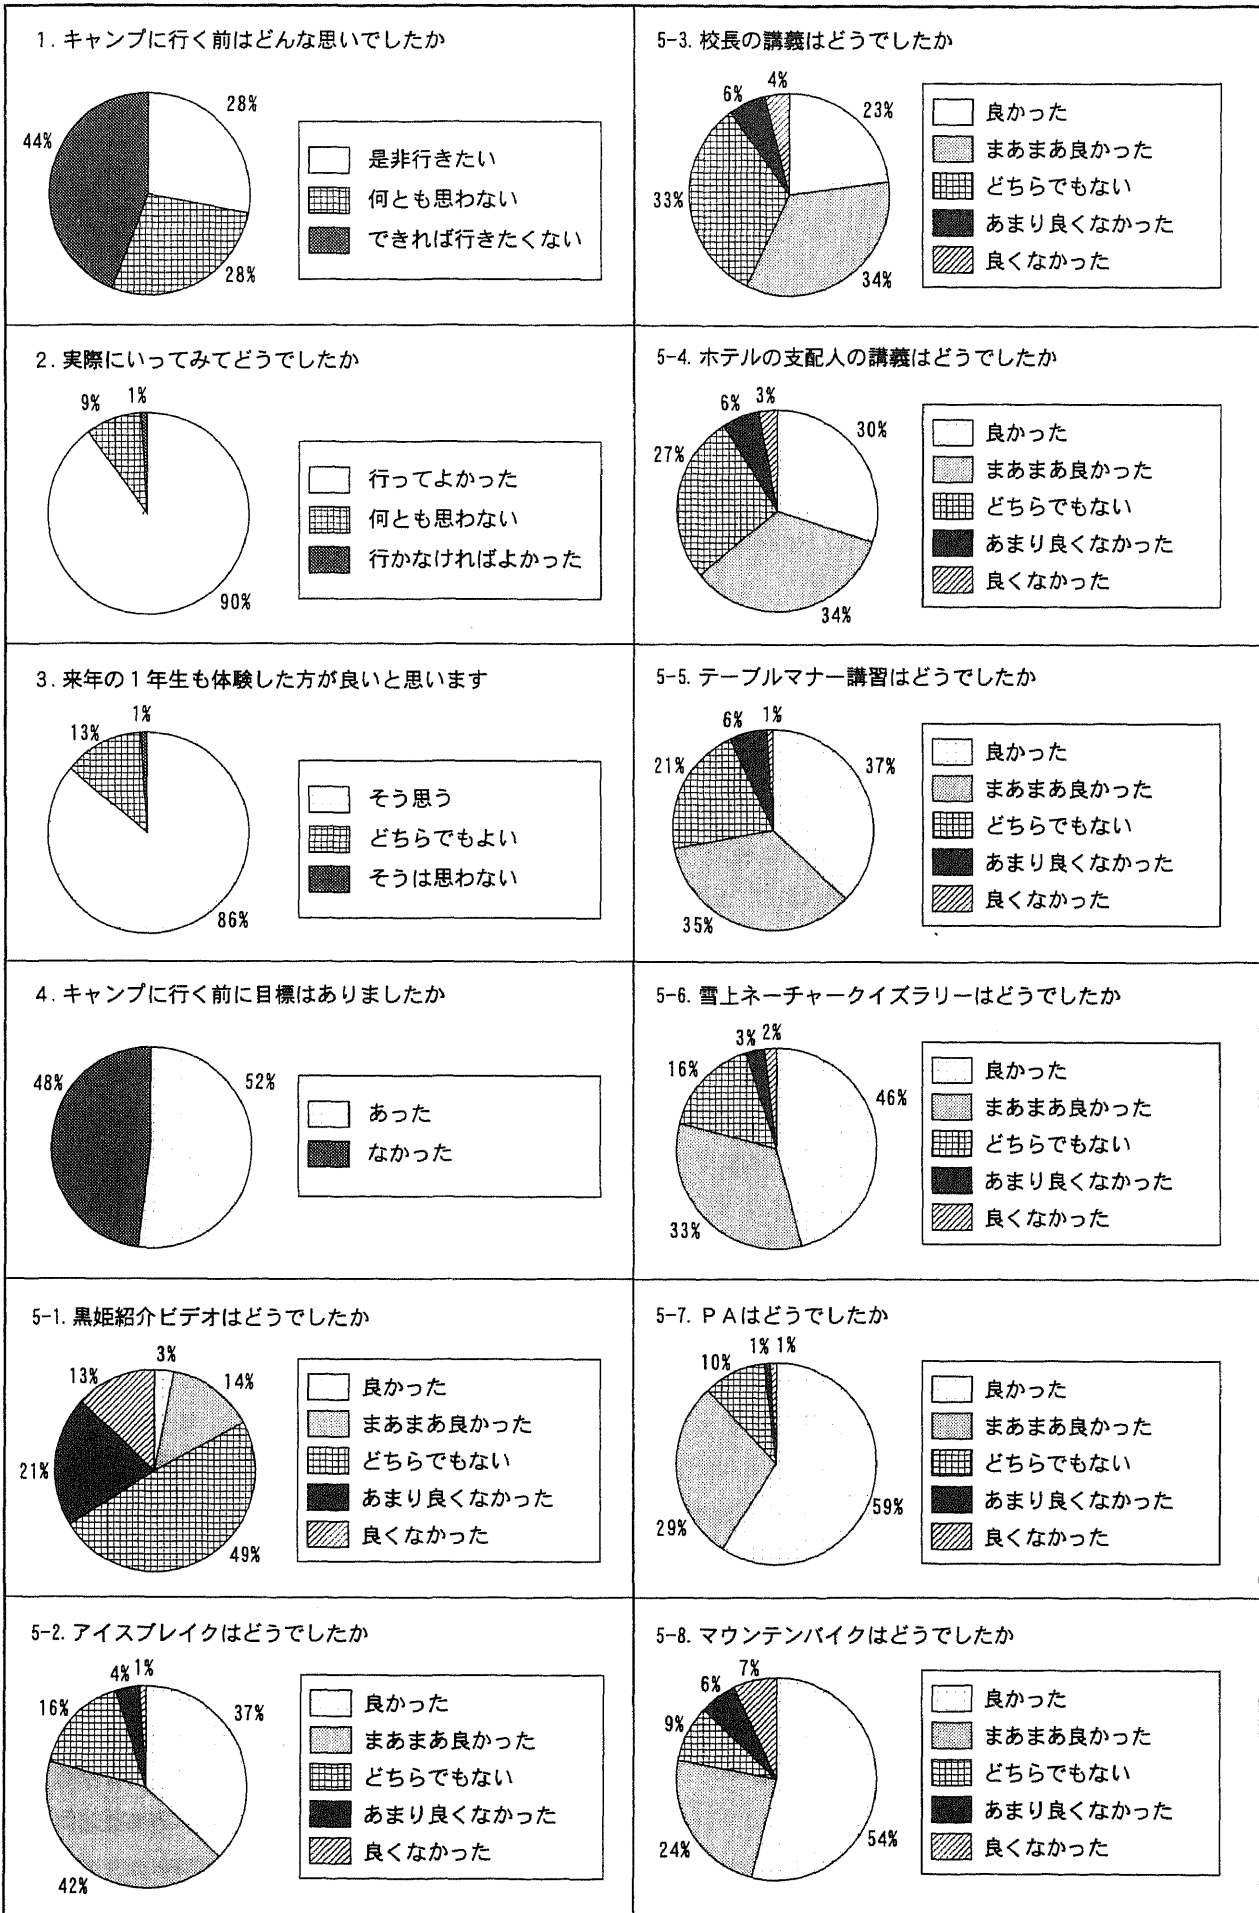 1. キャンプに行く前はどんな思いでしたか
28%
44%
28%
是非行きたい
何とも思わない
できれば行きたくない
2. 実際にいってみてどうでしたか
9%
1%
90%
行ってよかった
何とも思わない
行かなければよかった
3. 来年の1年生も体験した方が良いと思います
13%
1%
86%
そう思う
どちらでもよい
そうは思わない
4. キャンプに行く前に目標はありましたか
48%
52%
あった
なかった
5-1. 黒姫紹介ビデオはどうでしたか
13%
3%
14%
21%
49%
良かった
まあまあ良かった
どちらでもない
あまり良くなかった
良くなかった
5-2. アイスブレイクはどうでしたか
4%
1%
16%
37%
42%
良かった
まあまあ良かった
どちらでもない
あまり良くなかった
良くなかった
5-3. 校長の講義はどうでしたか
6%
4%
23%
33%
34%
良かった
まあまあ良かった
どちらでもない
あまり良くなかった
良くなかった
5-4. ホテルの支配人の講義はどうでしたか
6%
3%
30%
27%
34%
良かった
まあまあ良かった
どちらでもない
あまり良くなかった
良くなかった
5-5. テーブルマナー講習はどうでしたか
6%
1%
21%
37%
35%
良かった
まあまあ良かった
どちらでもない
あまり良くなかった
良くなかった
5-6. 雪上ネーチャークイズラリーはどうでしたか
3%
2%
16%
46%
33%
良かった
まあまあ良かった
どちらでもない
あまり良くなかった
良くなかった
5-7. PAはどうでしたか
10%
1%
1%
29%
59%
良かった
まあまあ良かった
どちらでもない
あまり良くなかった
良くなかった
5-8. マウンテンバイクはどうでしたか
6%
7%
9%
24%
54%
良かった
まあまあ良かった
どちらでもない
あまり良くなかった
良くなかった